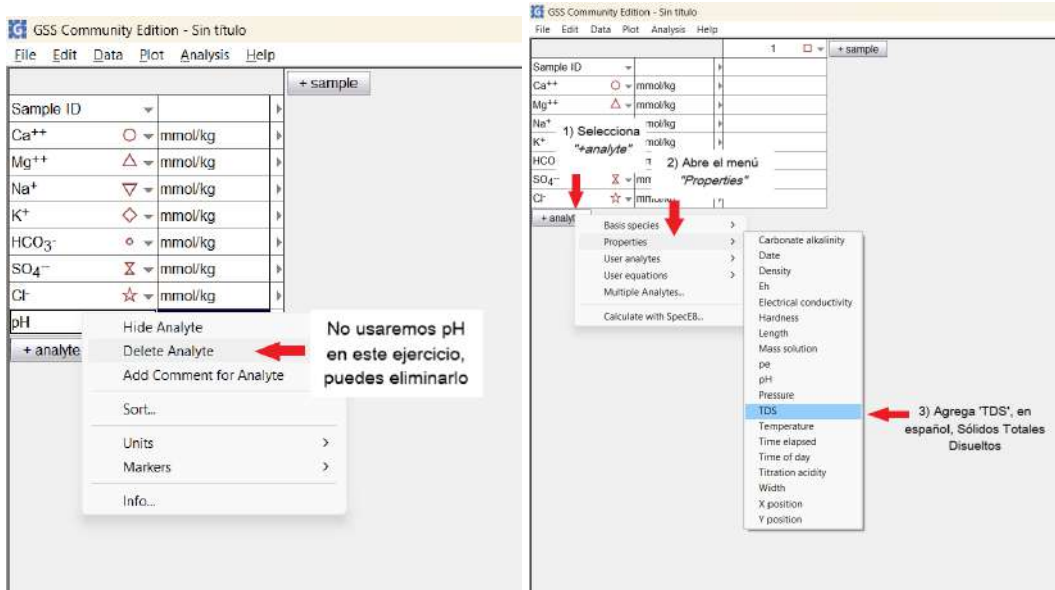 GSS Community Edition - Sin título
File Edit Data Plot Analysis Help
+ sample
Sample ID
Ca++ mmol/kg
Mg++ mmol/kg
Na+ mmol/kg
K+ mmol/kg
HCO3- mmol/kg
SO4-- mmol/kg
Cl- mmol/kg
pH
+ analyte
Hide Analyte
Delete Analyte
Add Comment for Analyte
Sort...
Units
Markers
Info...
No usaremos pH
en este ejercicio,
puedes eliminarlo
GSS Community Edition - Sin título
File Edit Data Plot Analysis Help
1 + sample
Sample ID
Ca++ mmol/kg
Mg++ mmol/kg
Na+ mmol/kg
K+ mmol/kg
HCO
SO4--
Cl-
1) Selecciona
"+analyte"
2) Abre el menú
"Properties"
+ analyt
Basis species
Properties
User analytes
User equations
Multiple Analytes...
Calculate with SpecE8...
Carbonate alkalinity
Date
Density
Eh
Electrical conductivity
Hardness
Length
Mass solution
pe
pH
Pressure
TDS
Temperature
Time elapsed
Time of day
Titration acidity
Width
X position
Y position
3) Agrega "TDS", en
español, Sólidos Totales
Disueltos